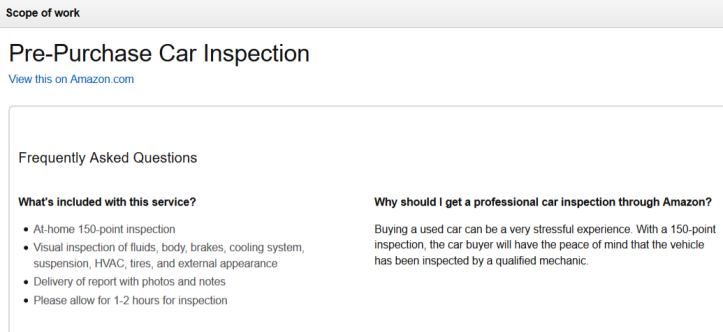 Scope of work
Pre-Purchase Car Inspection
View this on Amazon.com
Frequently Asked Questions
What's included with this service?
• At-home 150-point inspection
• Visual inspection of fluids, body, brakes, cooling system,
suspension, HVAC, tires, and external appearance
• Delivery of report with photos and notes
• Please allow for 1-2 hours for inspection
Why should I get a professional car inspection through Amazon?
Buying a used car can be a very stressful experience. With a 150-point
inspection, the car buyer will have the peace of mind that the vehicle
has been inspected by a qualified mechanic.